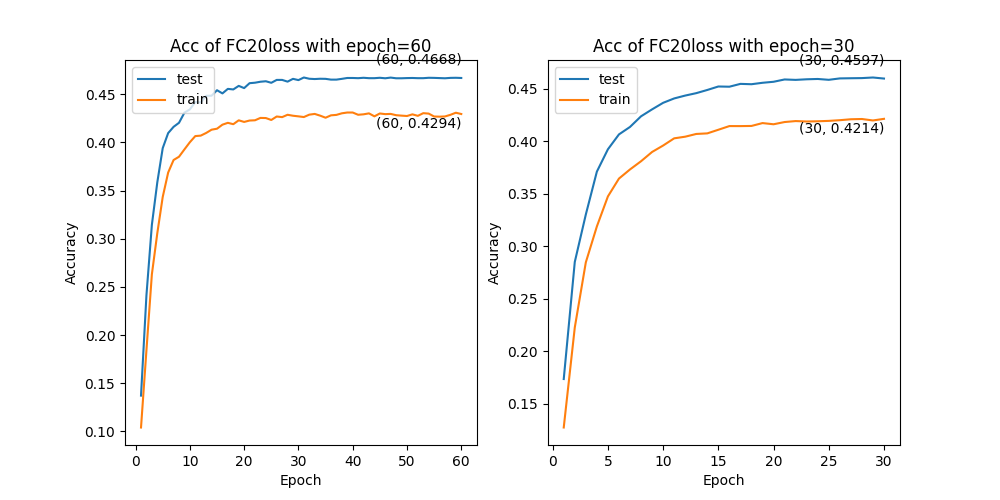 Acc of FC20loss with epoch=60
(60, 0.4668)
test
train
(60, 0.4294)
0.45
0.40
0.35
0.30
0.25
0.20
0.15
0.10
Accuracy
0 10 20 30 40 50 60
Epoch
Acc of FC20loss with epoch=30
(30, 0.4597)
test
train
(30, 0.4214)
0.45
0.40
0.35
0.30
0.25
0.20
0.15
Accuracy
0 5 10 15 20 25 30
Epoch